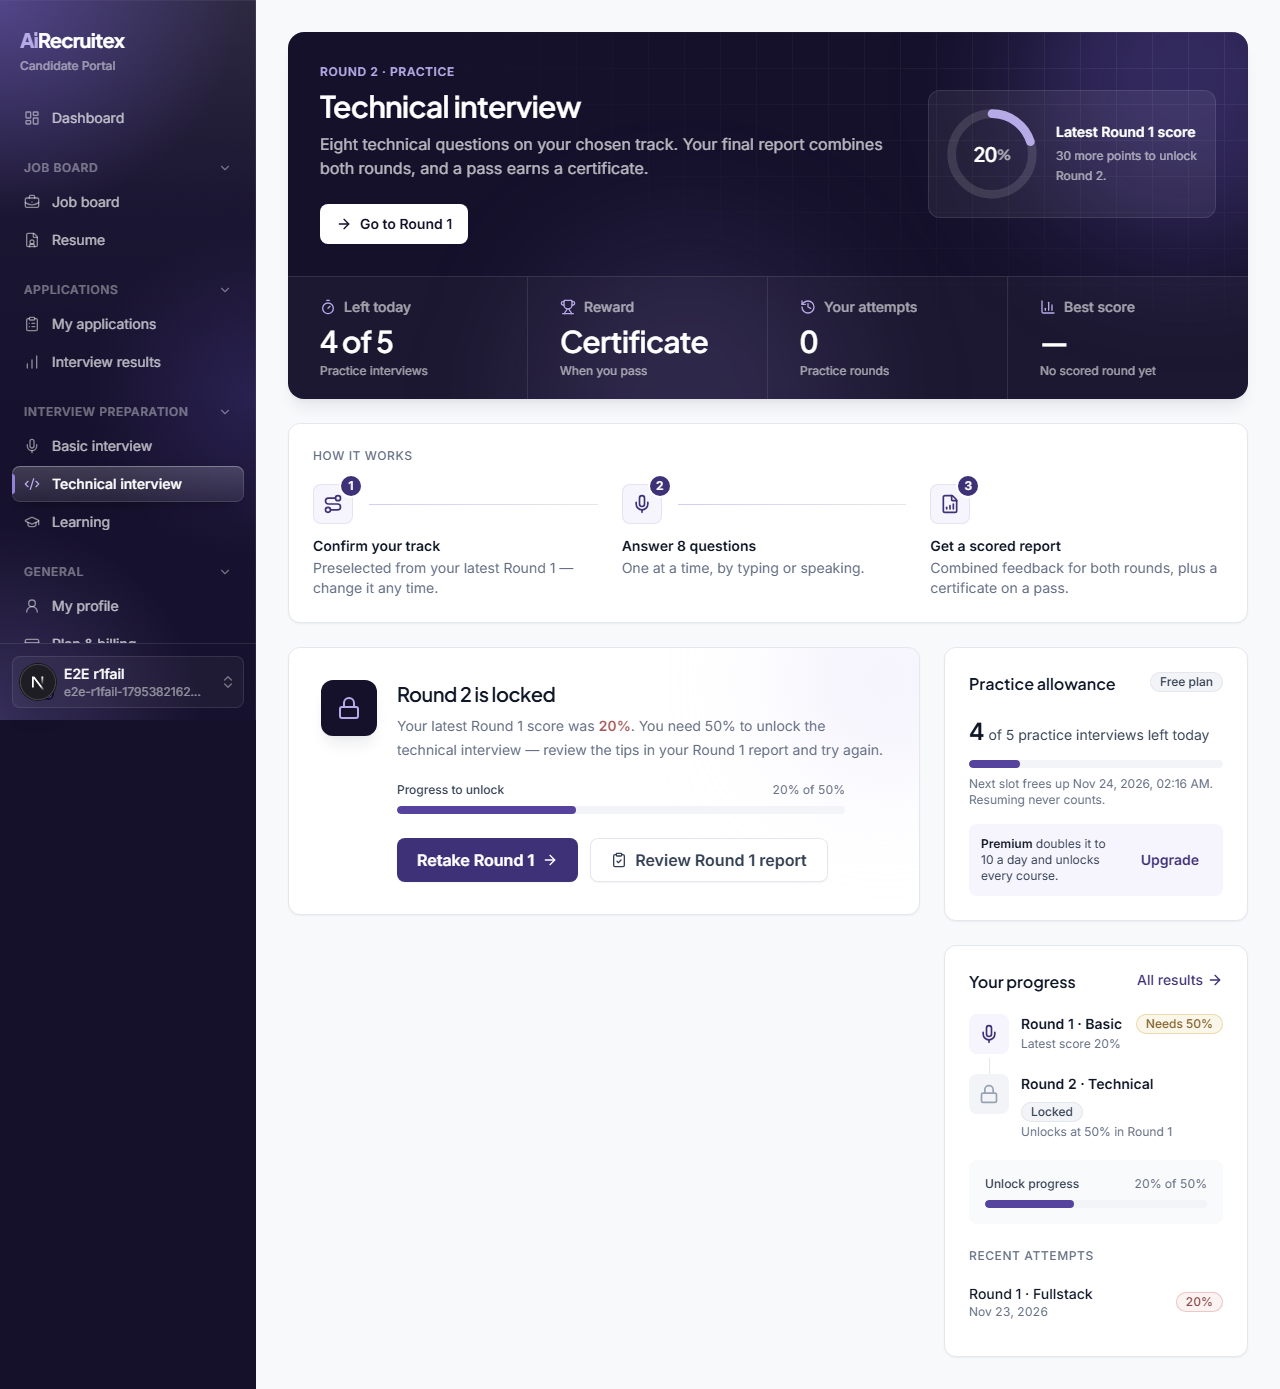 AiRecruitex
Candidate Portal
Dashboard
JOB BOARD
Job board
Resume
APPLICATIONS
My applications
Interview results
INTERVIEW PREPARATION
Basic interview
Technical interview
Learning
GENERAL
My profile
Plan & billing
N
E2E r1fail
e2e-r1fail-1795382162...
ROUND 2 · PRACTICE
Technical interview
Eight technical questions on your chosen track. Your final report combines
both rounds, and a pass earns a certificate.
Go to Round 1
20%
Latest Round 1 score
30 more points to unlock
Round 2.
Left today
4 of 5
Practice interviews
Reward
Certificate
When you pass
Your attempts
0
Practice rounds
Best score
—
No scored round yet
HOW IT WORKS
1
Confirm your track
Preselected from your latest Round 1 —
change it any time.
2
Answer 8 questions
One at a time, by typing or speaking.
3
Get a scored report
Combined feedback for both rounds, plus a
certificate on a pass.
Round 2 is locked
Your latest Round 1 score was 20%. You need 50% to unlock the
technical interview — review the tips in your Round 1 report and try again.
Progress to unlock
20% of 50%
Retake Round 1
Review Round 1 report
Practice allowance
Free plan
4 of 5 practice interviews left today
Next slot frees up Nov 24, 2026, 02:16 AM.
Resuming never counts.
Premium doubles it to
10 a day and unlocks
every course.
Upgrade
Your progress
All results
Round 1 · Basic
Needs 50%
Latest score 20%
Round 2 · Technical
Locked
Unlocks at 50% in Round 1
Unlock progress
20% of 50%
RECENT ATTEMPTS
Round 1 · Fullstack
Nov 23, 2026
20%